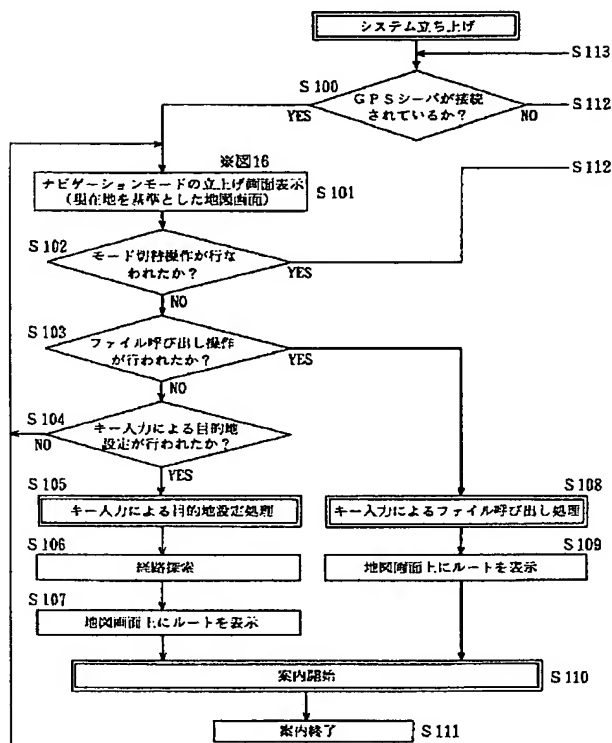 システム立ち上げ
S113
S100
GPSシーバが接続
されているか?
YES
NO
S112
※図16
ナビゲーションモードの立上げ画面表示
(現在地を基準とした地図画面)
S101
S112
S102
モード切替操作が行な
われたか?
YES
NO
S103
ファイル呼び出し操作
が行われたか?
YES
NO
S104
キー入力による目的地
設定が行われたか?
NO
YES
S105
キー入力による目的地設定処理
S108
キー入力によるファイル呼び出し処理
S106
経路探索
S109
地図画面上にルートを表示
S107
地図画面上にルートを表示
案内開始
S110
案内終了
S111